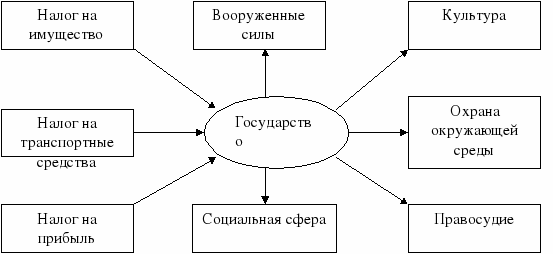 Налог на
имущество
Вооруженные
силы
Культура
Налог на
транспортные
средства
Государств
о
Охрана
окружающей
среды
Налог на
прибыль
Социальная сфера
Правосудие